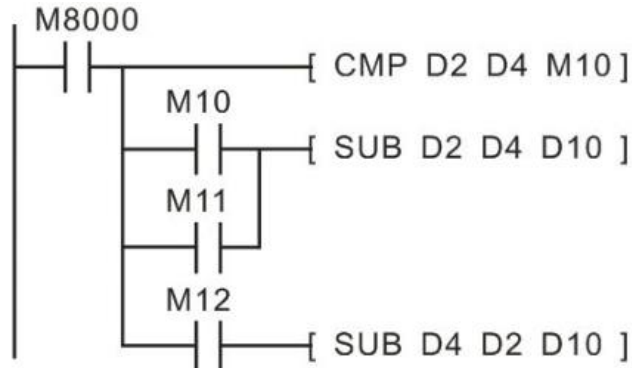 M8000
[ CMP D2 D4 M10 ]
M10
[ SUB D2 D4 D10 ]
M11
M12
[ SUB D4 D2 D10 ]